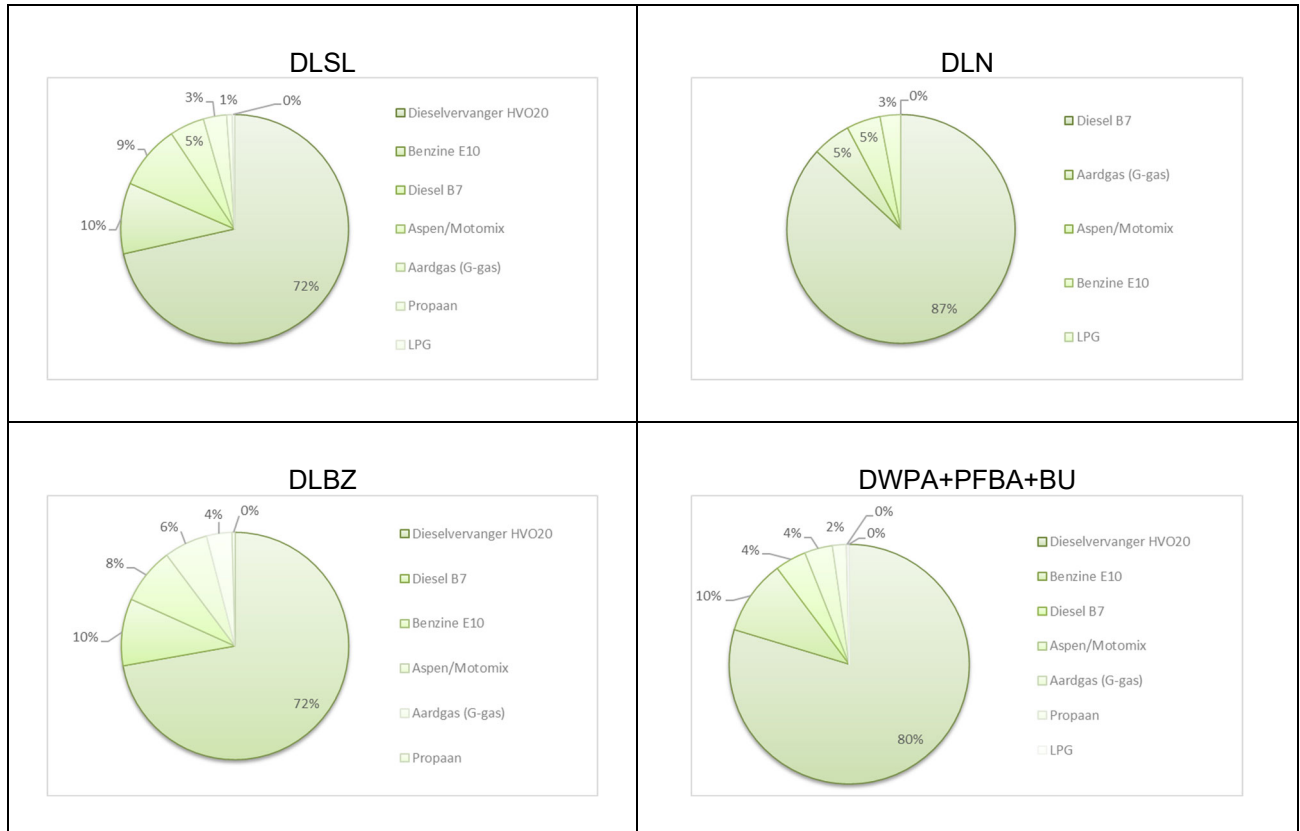 DLSL
3% 1% 0%
9% 5%
10%
72%
Dieselvervanger HVO20
Benzine E10
Diesel B7
Aspen/Motomix
Aardgas (G-gas)
Propaan
LPG
DLN
3% 0%
5%
5%
87%
Diesel B7
Aardgas (G-gas)
Aspen/Motomix
Benzine E10
LPG
DLBZ
4% 0%
6%
8%
10%
72%
Dieselvervanger HVO20
Diesel B7
Benzine E10
Aspen/Motomix
Aardgas (G-gas)
Propaan
DWPA+PFBA+BU
0%
4% 2% 0%
4%
10%
80%
Dieselvervanger HVO20
Benzine E10
Diesel B7
Aspen/Motomix
Aardgas (G-gas)
Propaan
LPG